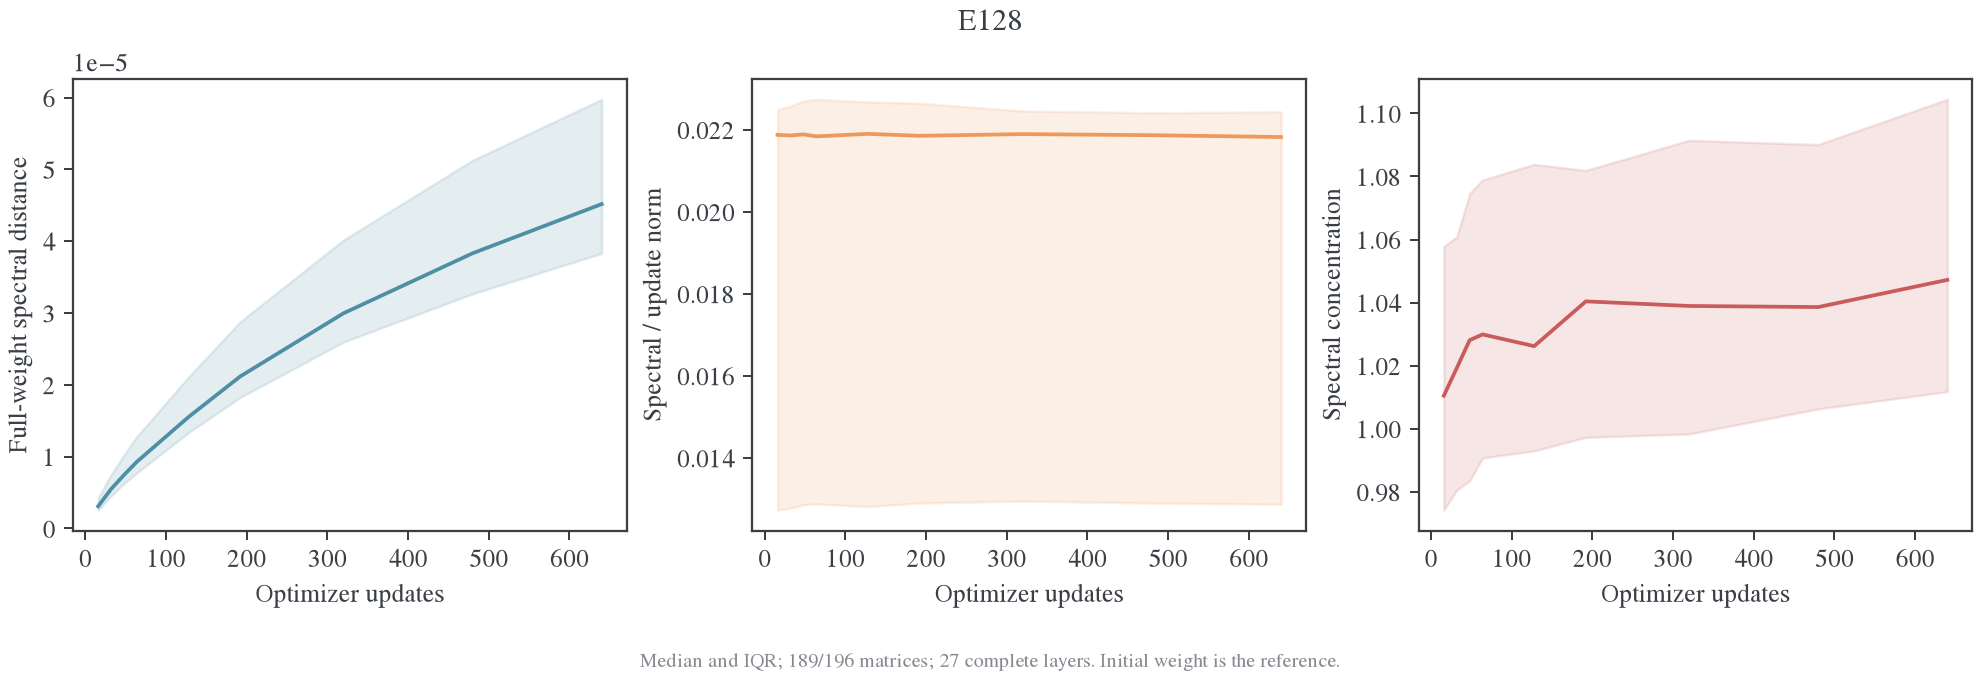 E128
1e−5
Full-weight spectral distance
6
5
4
3
2
1
0
0 100 200 300 400 500 600
Optimizer updates
Spectral / update norm
0.022
0.020
0.018
0.016
0.014
0 100 200 300 400 500 600
Optimizer updates
Spectral concentration
1.10
1.08
1.06
1.04
1.02
1.00
0.98
0 100 200 300 400 500 600
Optimizer updates
Median and IQR; 189/196 matrices; 27 complete layers. Initial weight is the reference.